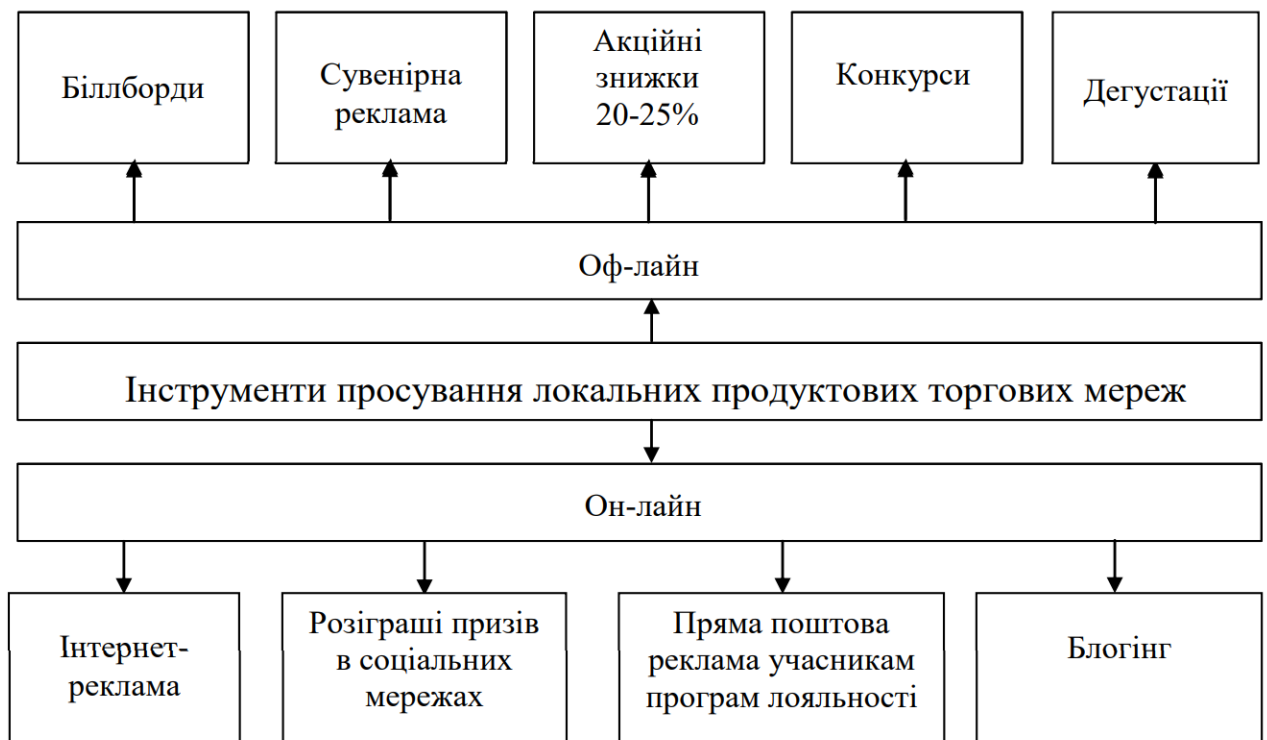 Біллборди
Сувенірна
реклама
Акційні
знижки
20-25%
Конкурси
Дегустації
Оф-лайн
Інструменти просування локальних продуктових торгових мереж
Он-лайн
Інтернет-
реклама
Розіграші призів
в соціальних
мережах
Пряма поштова
реклама учасникам
програм лояльності
Блогінг